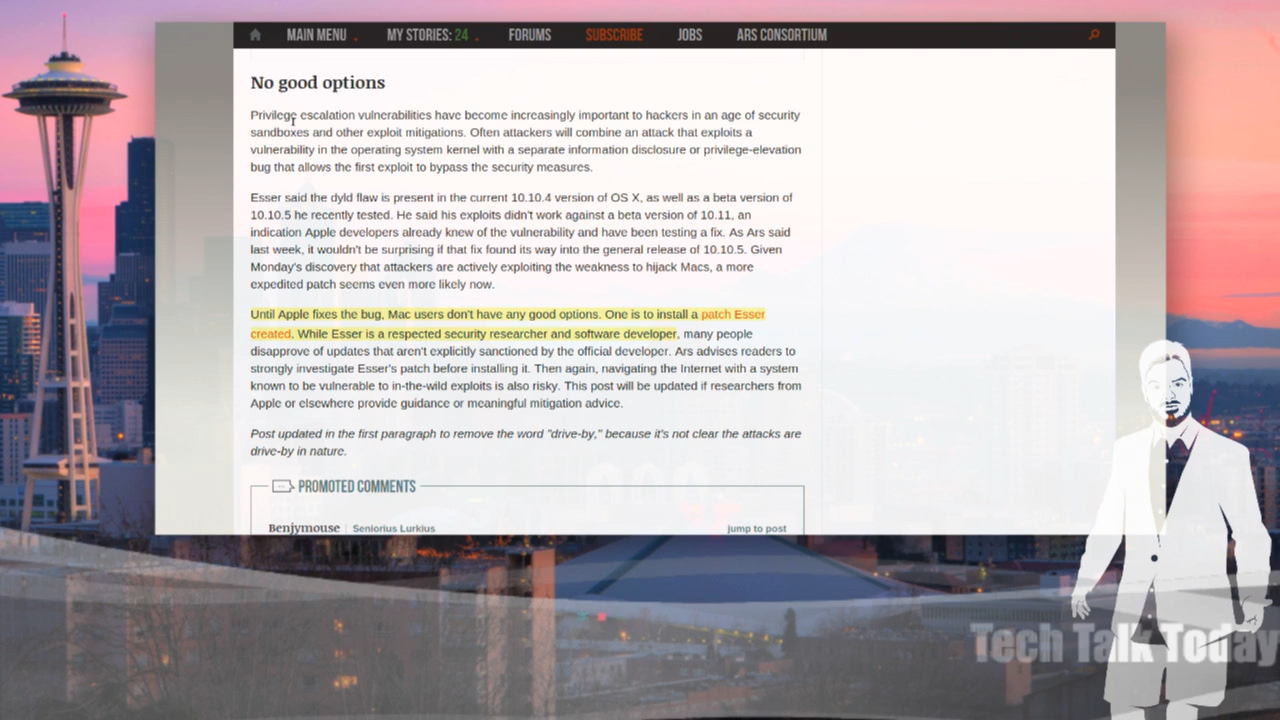 MAIN MENU MY STORIES: 24 FORUMS SUBSCRIBE JOBS ARS CONSORTIUM
No good options
Privilege escalation vulnerabilities have become increasingly important to hackers in an age of security
sandboxes and other exploit mitigations. Often attackers will combine an attack that exploits a
vulnerability in the operating system kernel with a separate information disclosure or privilege-elevation
bug that allows the first exploit to bypass the security measures.
Esser said the dyld flaw is present in the current 10.10.4 version of OS X, as well as a beta version of
10.10.5 he recently tested. He said his exploits didn't work against a beta version of 10.11, an
indication Apple developers already knew of the vulnerability and have been testing a fix. As Ars said
last week, it wouldn't be surprising if that fix found its way into the general release of 10.10.5. Given
Monday's discovery that attackers are actively exploiting the weakness to hijack Macs, a more
expedited patch seems even more likely now.
Until Apple fixes the bug, Mac users don't have any good options. One is to install a patch Esser
created. While Esser is a respected security researcher and software developer, many people
disapprove of updates that aren't explicitly sanctioned by the official developer. Ars advises readers to
strongly investigate Esser's patch before installing it. Then again, navigating the Internet with a system
known to be vulnerable to in-the-wild exploits is also risky. This post will be updated if researchers from
Apple or elsewhere provide guidance or meaningful mitigation advice.
Post updated in the first paragraph to remove the word "drive-by," because it's not clear the attacks are
drive-by in nature.
PROMOTED COMMENTS
Benjymouse | Seniorius Lurkius jump to post
Tech Talk Today